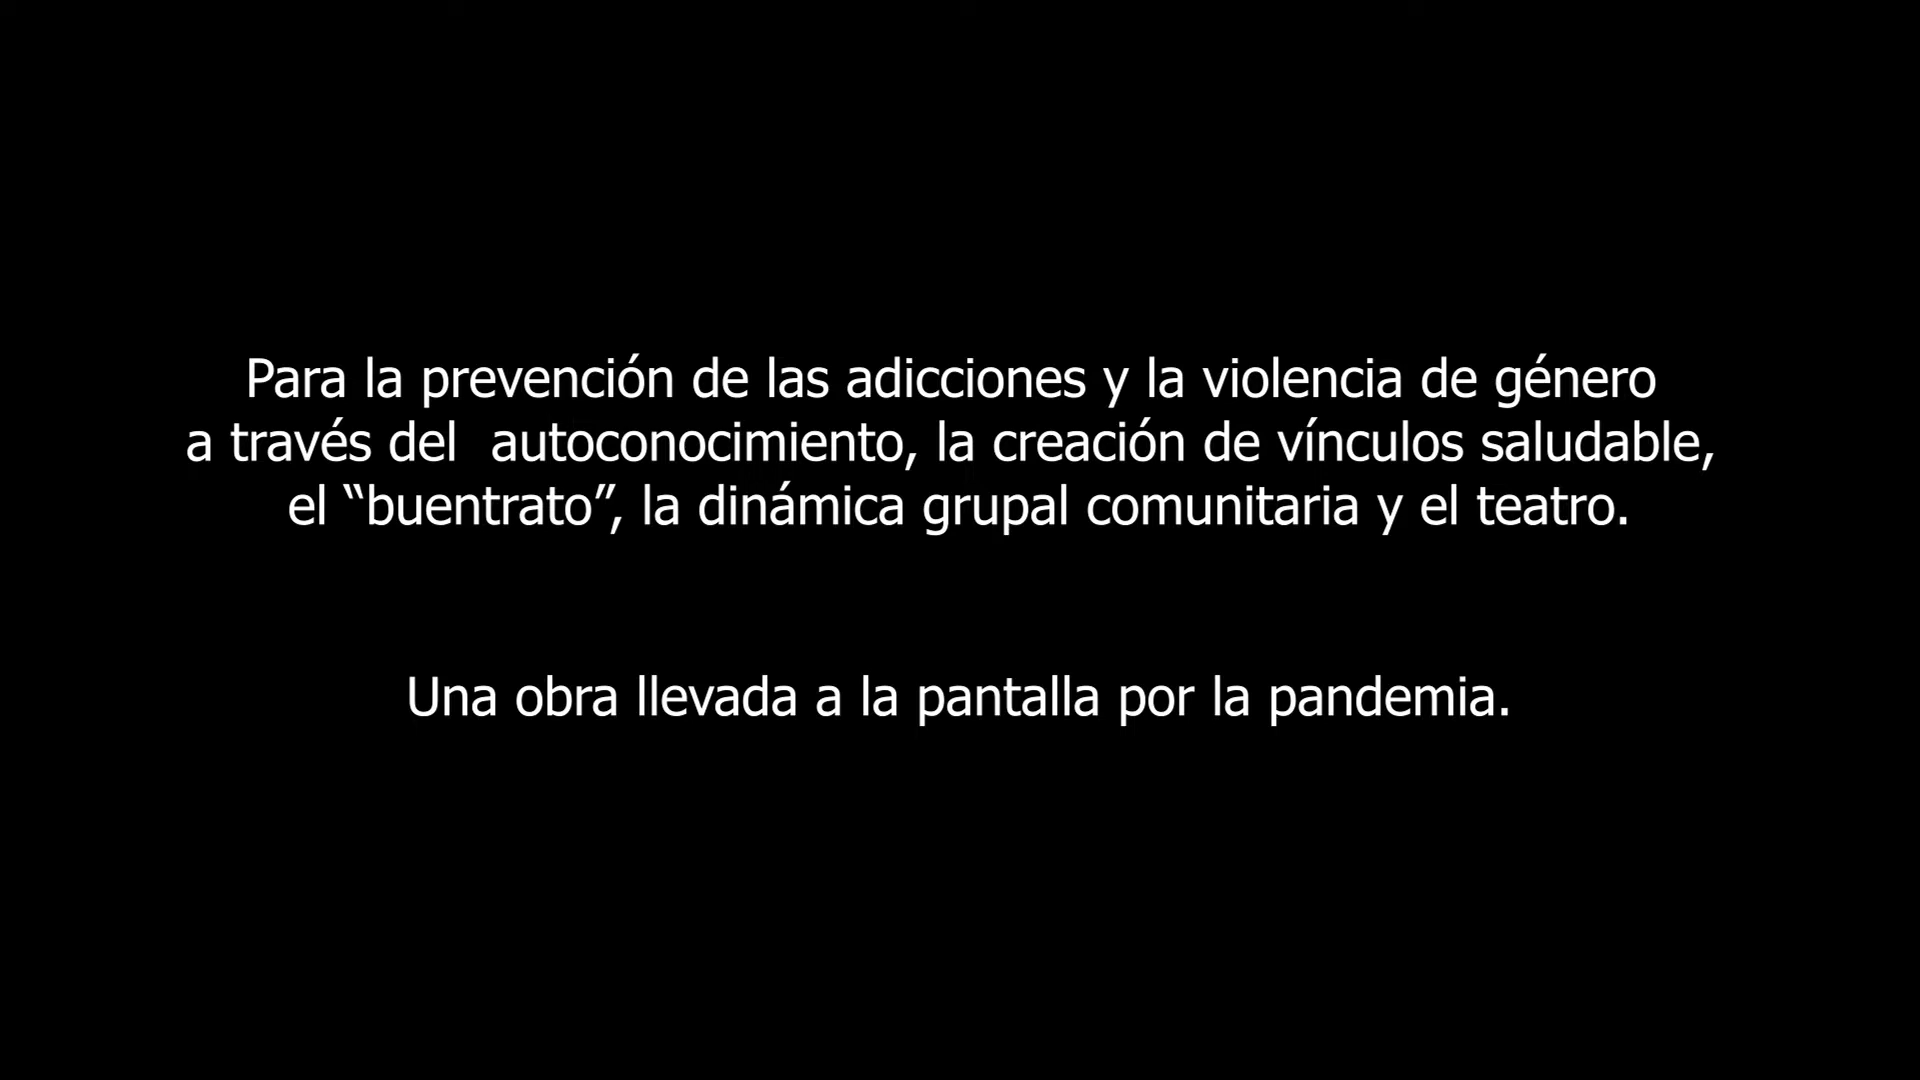 Para la prevención de las adicciones y la violencia de género
a través del  autoconocimiento, la creación de vínculos saludable,
el “buentrato”, la dinámica grupal comunitaria y el teatro.
Una obra llevada a la pantalla por la pandemia.